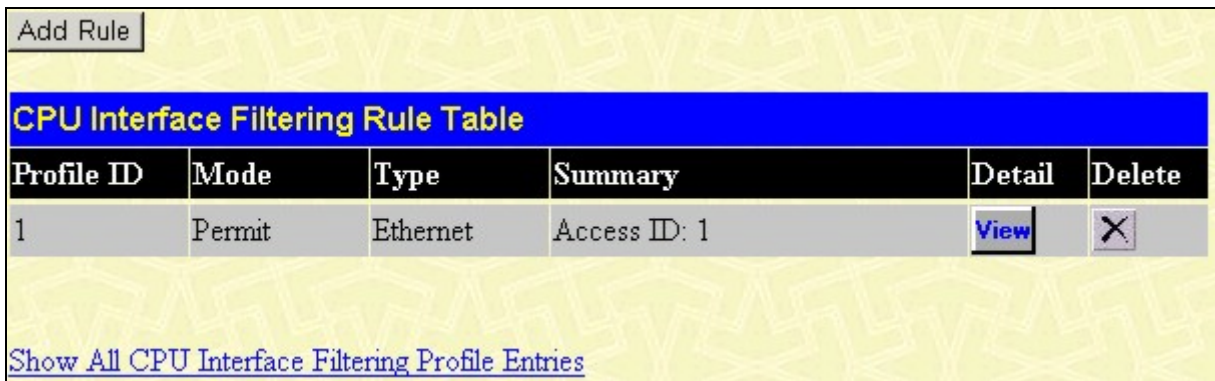 Add Rule
CPU Interface Filtering Rule Table
Profile ID Mode Type Summary Detail Delete
1 Permit Ethernet Access ID: 1 View
Show All CPU Interface Filtering Profile Entries